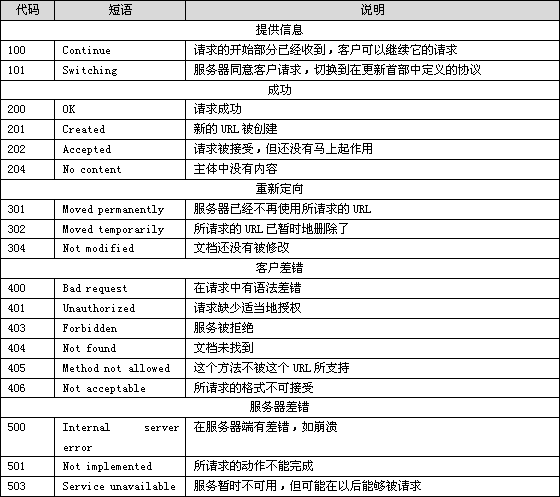 代码 短语 说明
提供信息
100 Continue 请求的开始部分已经收到，客户可以继续它的请求
101 Switching 服务器同意客户请求，切换到在更新首部中定义的协议
成功
200 OK 请求成功
201 Created 新的URL被创建
202 Accepted 请求被接受，但还没有马上起作用
204 No content 主体中没有内容
重新定向
301 Moved permanently 服务器已经不再使用所请求的URL
302 Moved temporarily 所请求的URL已暂时地删除了
304 Not modified 文档还没有被修改
客户差错
400 Bad request 在请求中有语法差错
401 Unauthorized 请求缺少适当地授权
403 Forbidden 服务被拒绝
404 Not found 文档未找到
405 Method not allowed 这个方法不被这个URL所支持
406 Not acceptable 所请求的格式不可接受
服务器差错
500 Internal server 在服务器端有差错，如崩溃
error
501 Not implemented 所请求的动作不能完成
503 Service unavailable 服务暂时不可用，但可能在以后能够被请求